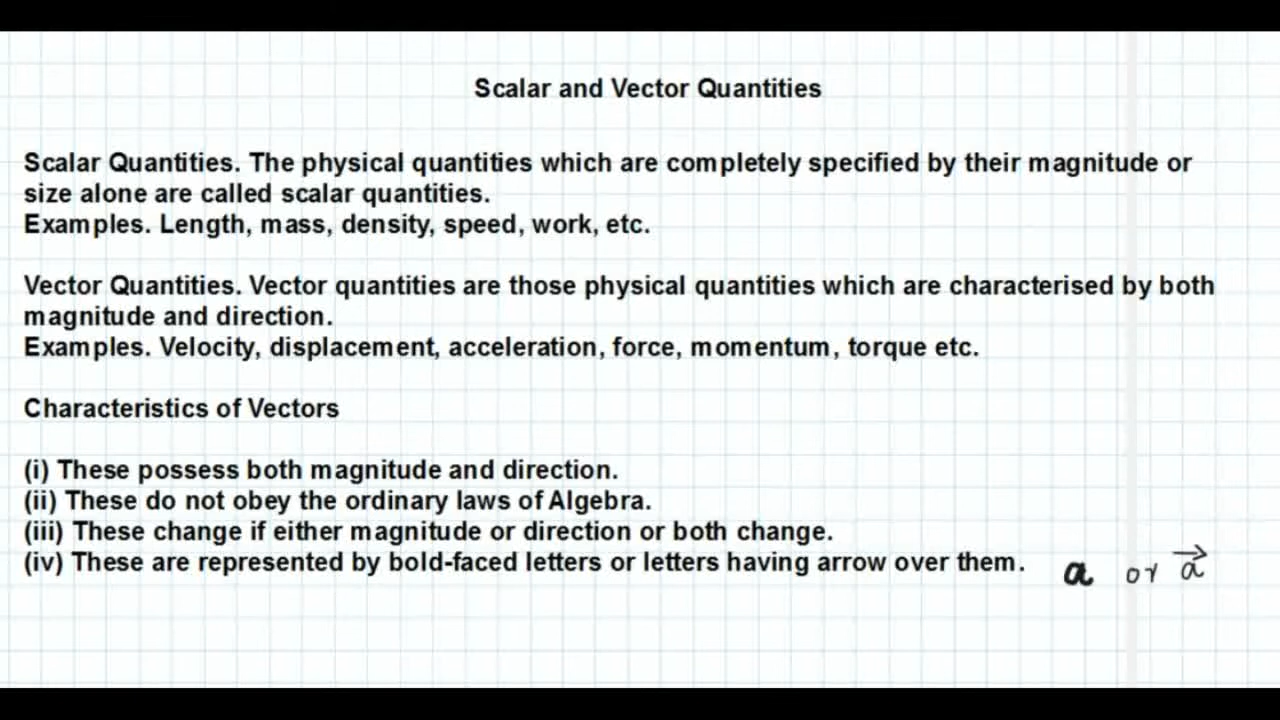 Scalar and Vector Quantities
Scalar Quantities. The physical quantities which are completely specified by their magnitude or
size alone are called scalar quantities.
Examples. Length, mass, density, speed, work, etc.
Vector Quantities. Vector quantities are those physical quantities which are characterised by both
magnitude and direction.
Examples. Velocity, displacement, acceleration, force, momentum, torque etc.
Characteristics of Vectors
(i) These possess both magnitude and direction.
(ii) These do not obey the ordinary laws of Algebra.
(iii) These change if either magnitude or direction or both change.
(iv) These are represented by bold-faced letters or letters having arrow over them. a or a⃗